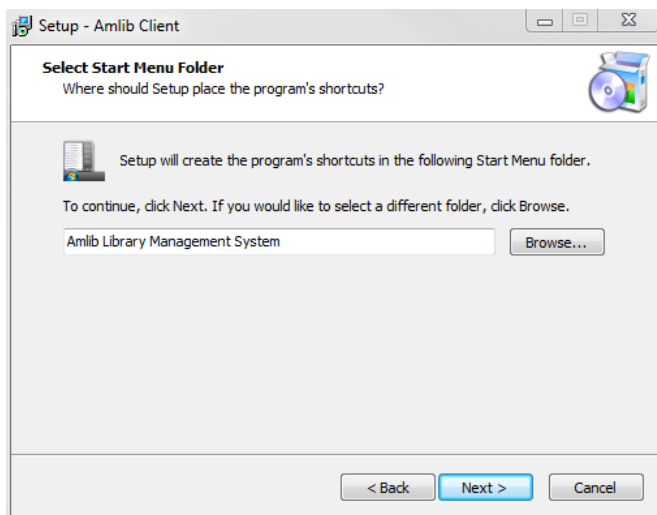 Setup - Amlib Client
Select Start Menu Folder
Where should Setup place the program's shortcuts?
Setup will create the program's shortcuts in the following Start Menu folder.
To continue, click Next. If you would like to select a different folder, click Browse.
Amlib Library Management System
Browse...
< Back
Next >
Cancel